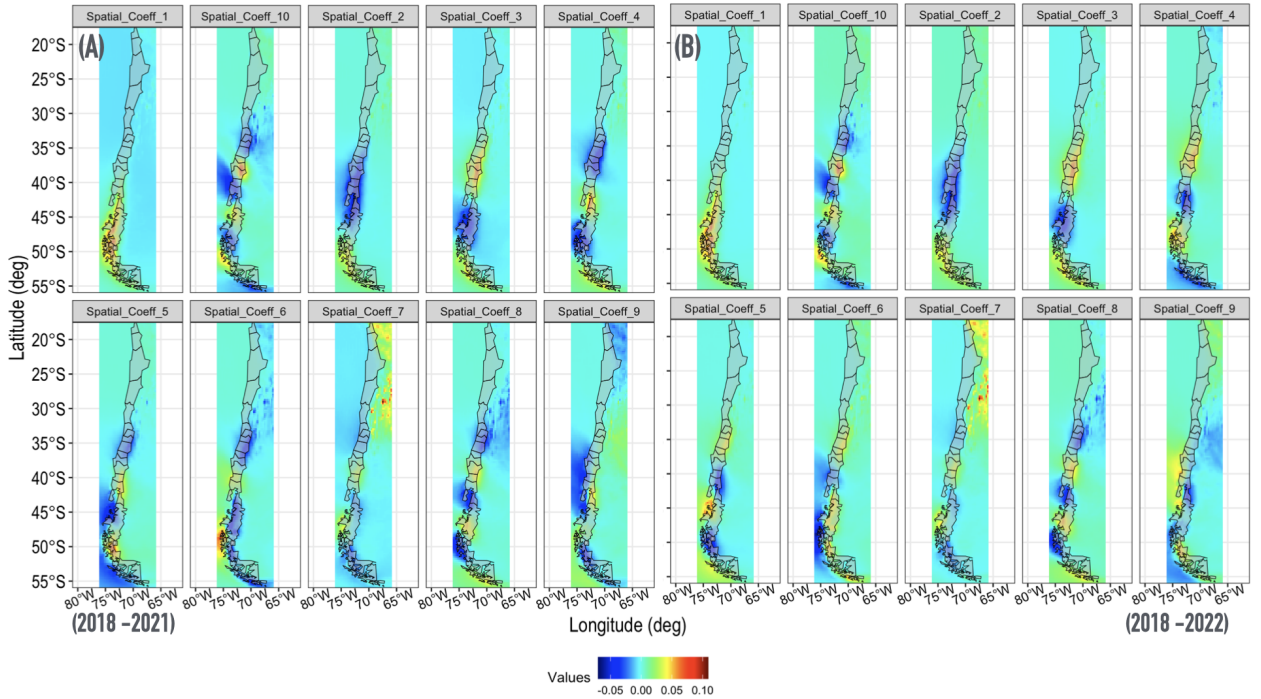 Spatial_Coeff_1 Spatial_Coeff_10 Spatial_Coeff_2 Spatial_Coeff_3 Spatial_Coeff_4 Spatial_Coeff_1 Spatial_Coeff_10 Spatial_Coeff_2 Spatial_Coeff_3 Spatial_Coeff_4
(A) (B)
20°S
25°S
30°S
35°S
40°S
45°S
50°S
55°S
Latitude (deg)
Spatial_Coeff_5 Spatial_Coeff_6 Spatial_Coeff_7 Spatial_Coeff_8 Spatial_Coeff_9 Spatial_Coeff_5 Spatial_Coeff_6 Spatial_Coeff_7 Spatial_Coeff_8 Spatial_Coeff_9
20°S
25°S
30°S
35°S
40°S
45°S
50°S
55°S
80°W 75°W 70°W 65°W 80°W 75°W 70°W 65°W 80°W 75°W 70°W 65°W 80°W 75°W 70°W 65°W 80°W 75°W 70°W 65°W 80°W 75°W 70°W 65°W 80°W 75°W 70°W 65°W 80°W 75°W 70°W 65°W 80°W 75°W 70°W 65°W 80°W 75°W 70°W 65°W
(2018 –2021) Longitude (deg) (2018 –2022)
Values
-0.05 0.00 0.05 0.10